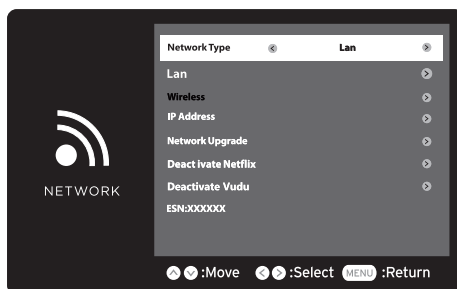 Network Type Lan
Lan
Wireless
IP Address
Network Upgrade
Deact ivate Netflix
Deactivate Vudu
ESN:XXXXXX
NETWORK
:Move :Select MENU :Return